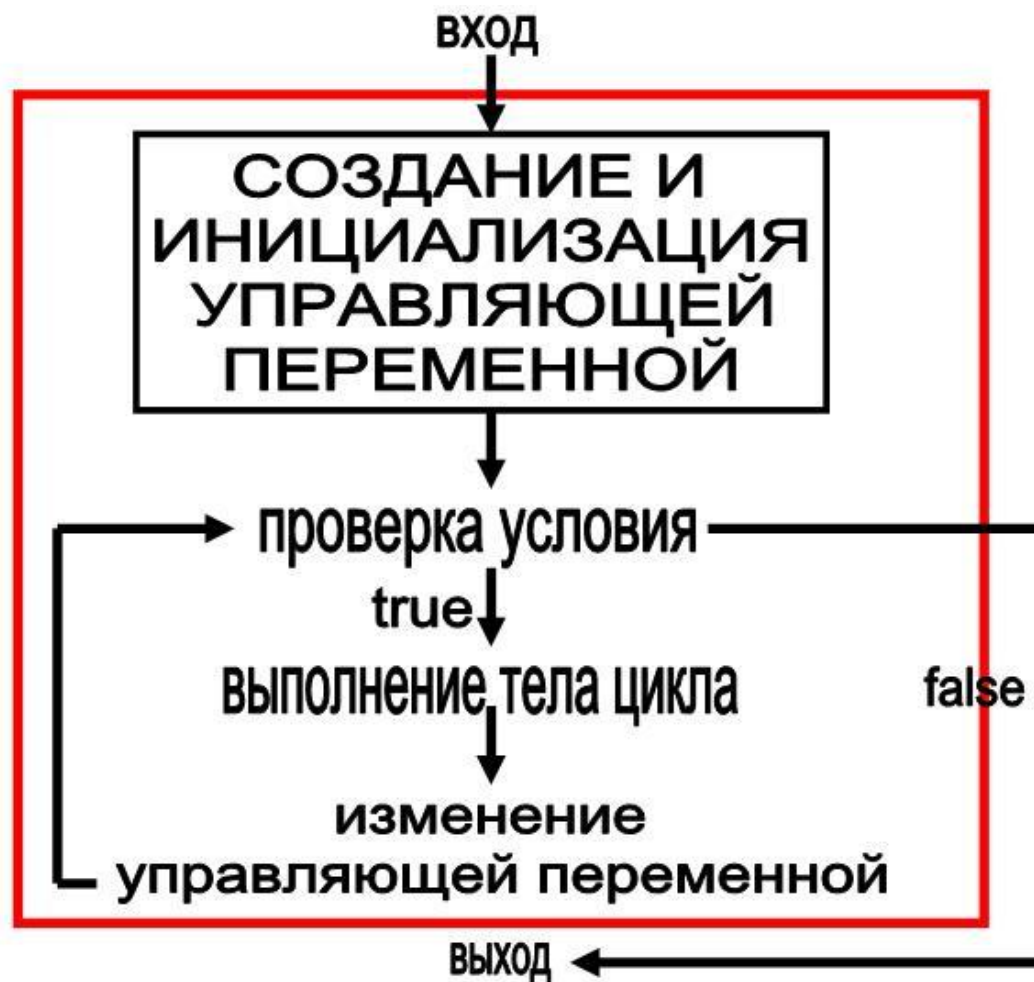 вход
СОЗДАНИЕ И
ИНИЦИАЛИЗАЦИЯ
УПРАВЛЯЮЩЕЙ
ПЕРЕМЕННОЙ
проверка условия
true
выполнение тела цикла
false
изменение
управляющей переменной
выход